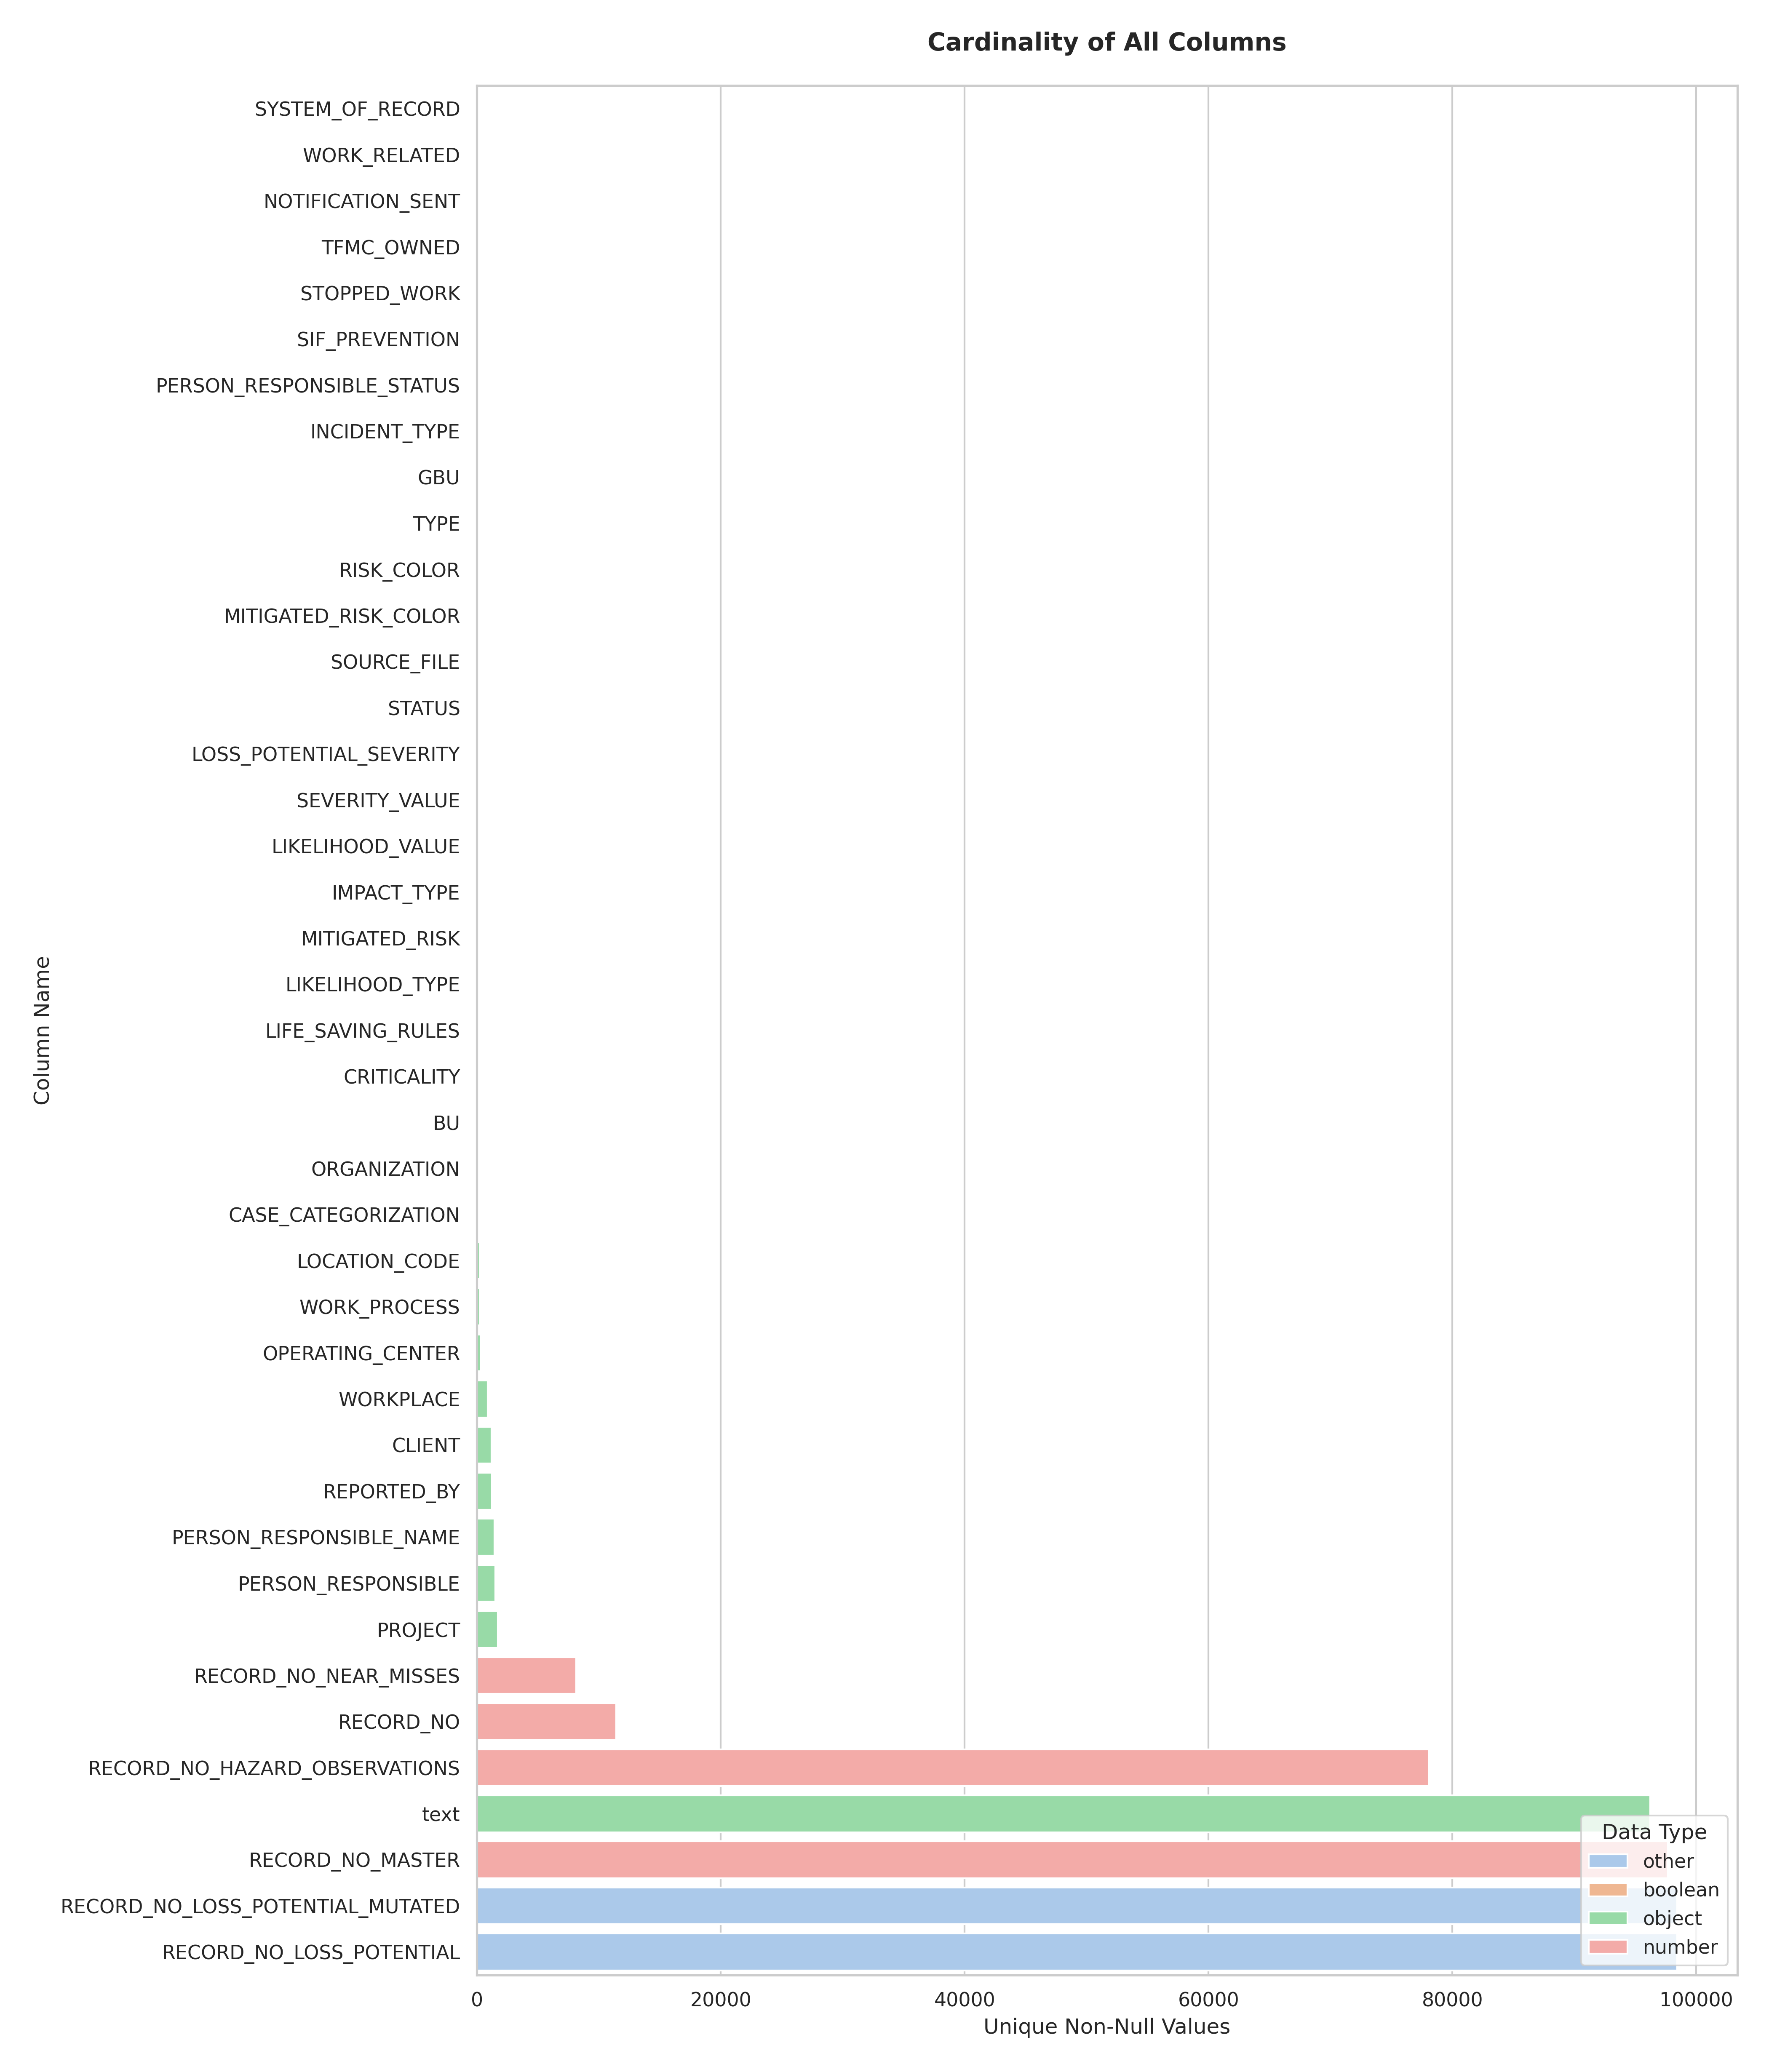 Cardinality of All Columns
Column Name
SYSTEM_OF_RECORD
WORK_RELATED
NOTIFICATION_SENT
TFMC_OWNED
STOPPED_WORK
SIF_PREVENTION
PERSON_RESPONSIBLE_STATUS
INCIDENT_TYPE
GBU
TYPE
RISK_COLOR
MITIGATED_RISK_COLOR
SOURCE_FILE
STATUS
LOSS_POTENTIAL_SEVERITY
SEVERITY_VALUE
LIKELIHOOD_VALUE
IMPACT_TYPE
MITIGATED_RISK
LIKELIHOOD_TYPE
LIFE_SAVING_RULES
CRITICALITY
BU
ORGANIZATION
CASE_CATEGORIZATION
LOCATION_CODE
WORK_PROCESS
OPERATING_CENTER
WORKPLACE
CLIENT
REPORTED_BY
PERSON_RESPONSIBLE_NAME
PERSON_RESPONSIBLE
PROJECT
RECORD_NO_NEAR_MISSES
RECORD_NO
RECORD_NO_HAZARD_OBSERVATIONS
text
RECORD_NO_MASTER
RECORD_NO_LOSS_POTENTIAL_MUTATED
RECORD_NO_LOSS_POTENTIAL
Data Type
other
boolean
object
number
0 20000 40000 60000 80000 100000
Unique Non-Null Values